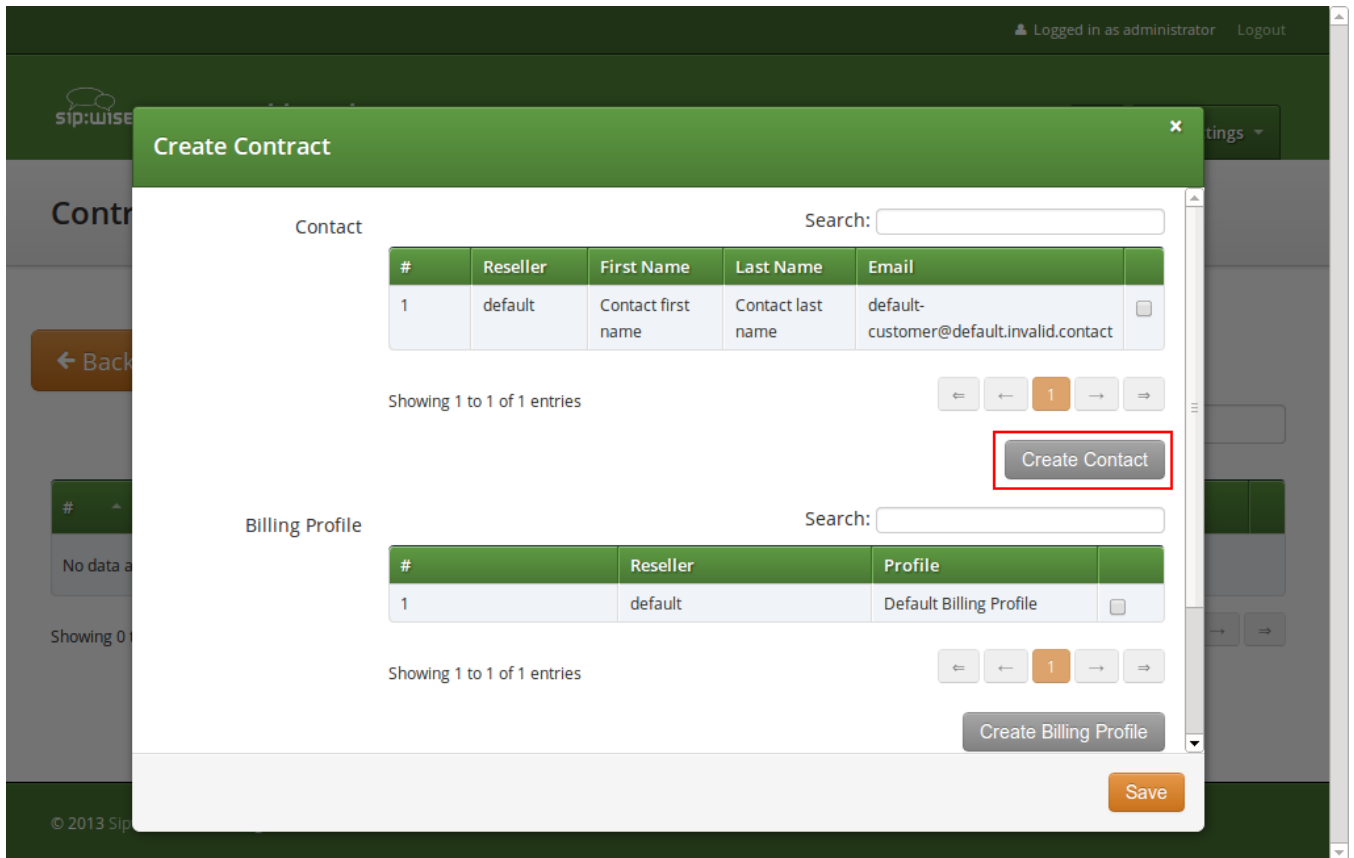 Logged in as administrator Logout
sip:wise
tings
Create Contract ×
Contr
Contact
Search:
# Reseller First Name Last Name Email
1 default Contact first name Contact last name default-customer@default.invalid.contact
← Back
Showing 1 to 1 of 1 entries
⇐ ← 1 → ⇒
Create Contact
Billing Profile
Search:
#
# Reseller Profile
No data a
1 default Default Billing Profile
Showing 0 t
→ ⇒
Showing 1 to 1 of 1 entries
⇐ ← 1 → ⇒
Create Billing Profile
Save
© 2013 Sip